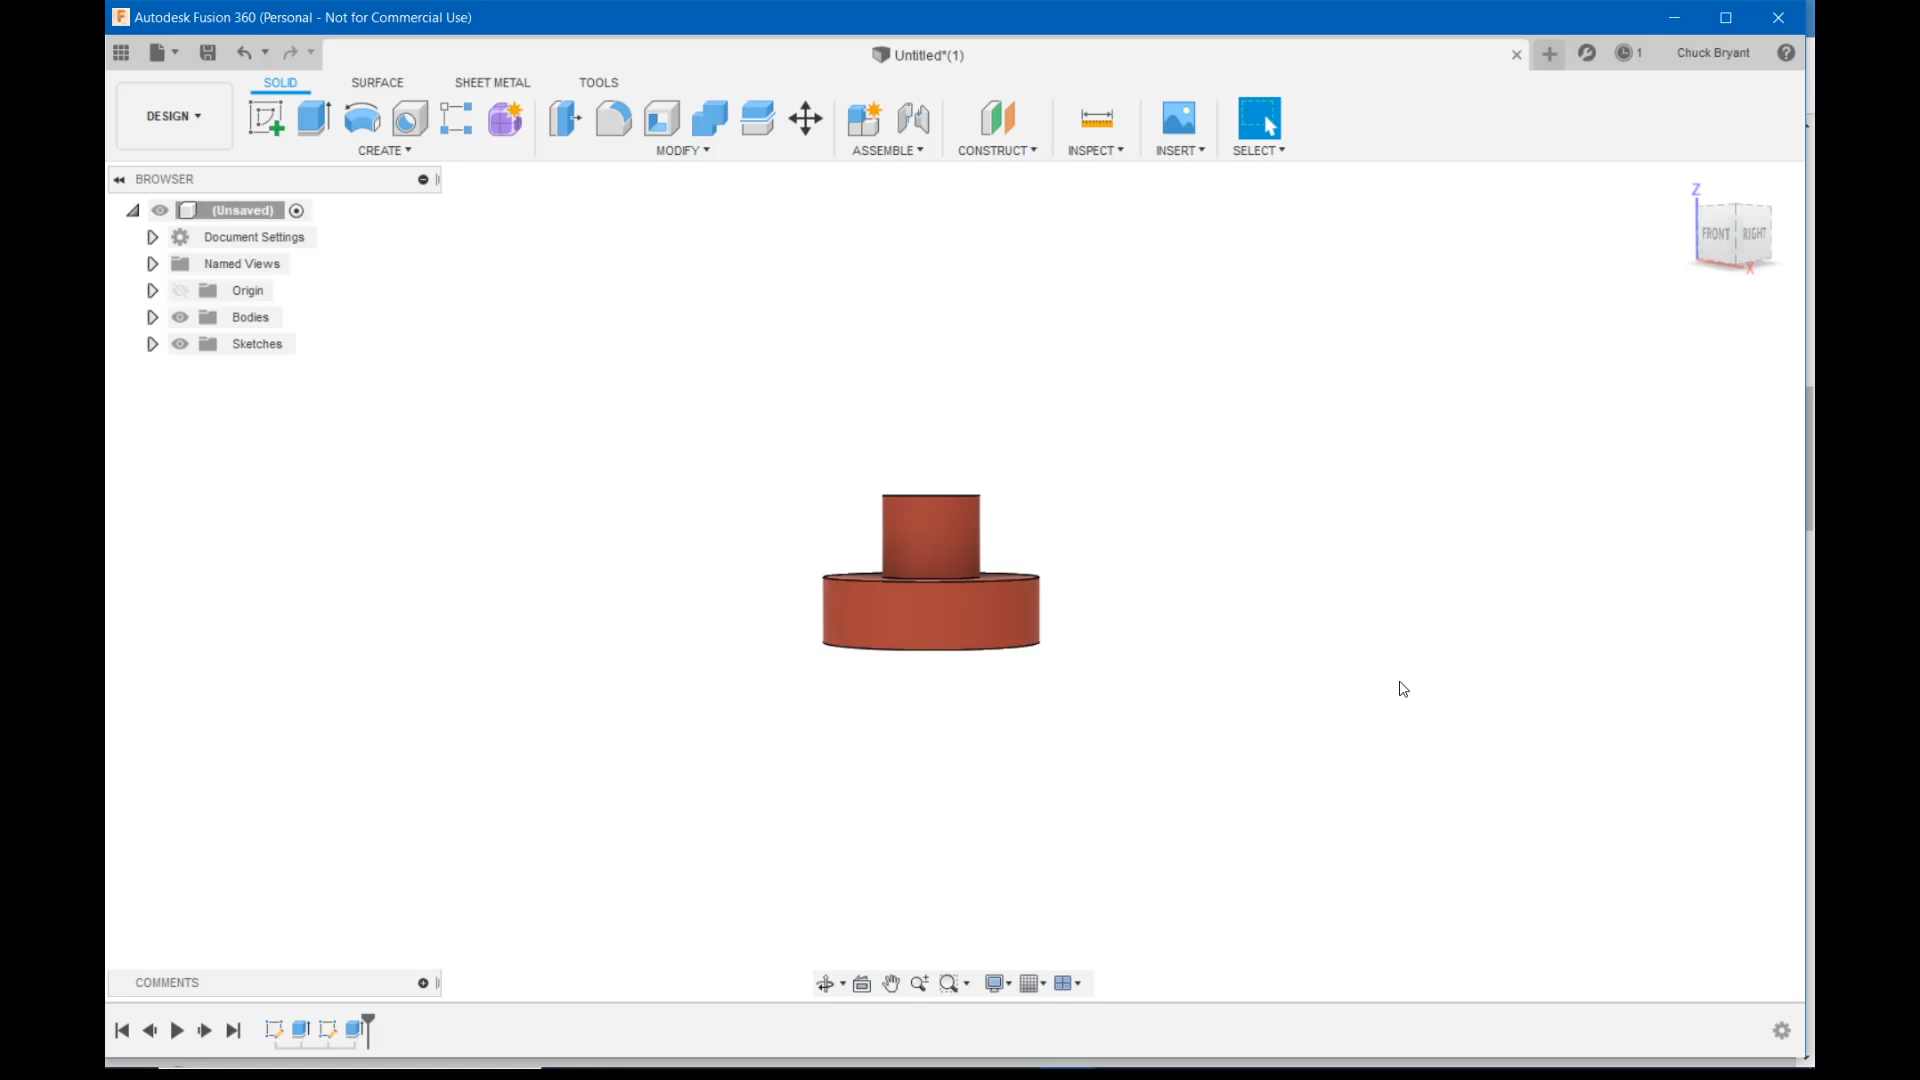 Autodesk Fusion 360 (Personal - Not for Commercial Use)
Untitled*(1)
1
Chuck Bryant
SOLID
SURFACE
SHEET METAL
TOOLS
DESIGN
CREATE
MODIFY
ASSEMBLE
CONSTRUCT
INSPECT
INSERT
SELECT
BROWSER
(Unsaved)
Document Settings
Named Views
Origin
Bodies
Sketches
Z
FRONT
RIGHT
X
COMMENTS